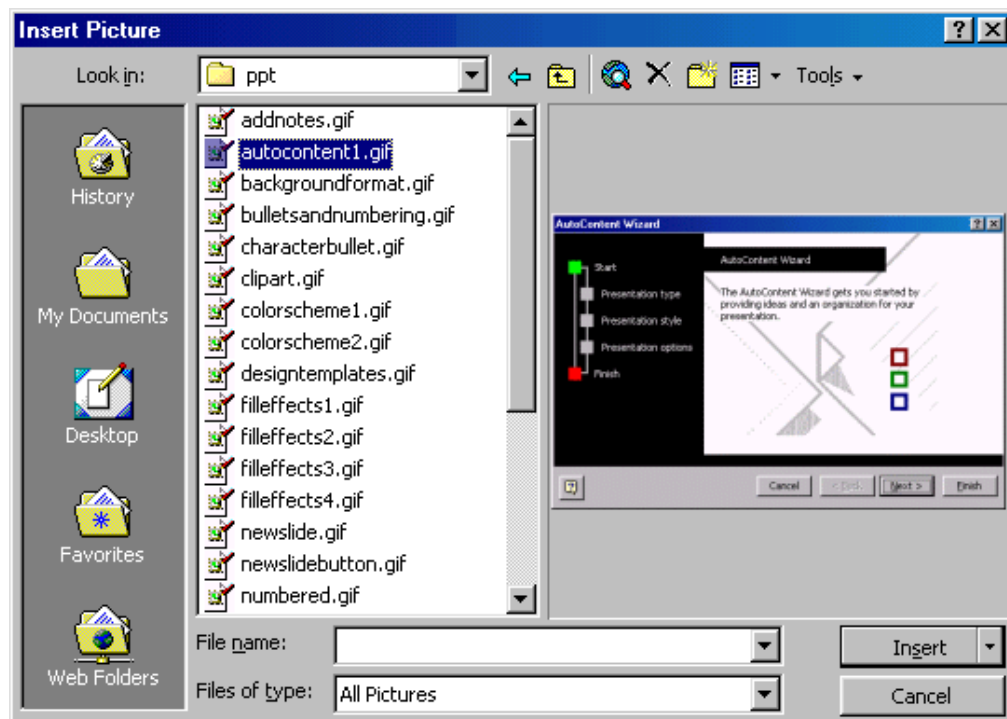 Insert Picture
Look in:
ppt
Tools
History
My Documents
Desktop
Favorites
Web Folders
addnotes.gif
autocontent1.gif
backgroundformat.gif
bulletsandnumbering.gif
characterbullet.gif
clipart.gif
colorscheme1.gif
colorscheme2.gif
designtemplates.gif
filleffects1.gif
filleffects2.gif
filleffects3.gif
filleffects4.gif
newslide.gif
newslidebutton.gif
numbered.gif
AutoContent Wizard
Start
Presentation type
Presentation style
Presentation options
Finish
AutoContent Wizard
The AutoContent Wizard gets you started by
providing ideas and an organization for your
presentation.
Cancel
< Back
Next >
Finish
File name:
Files of type:
All Pictures
Insert
Cancel